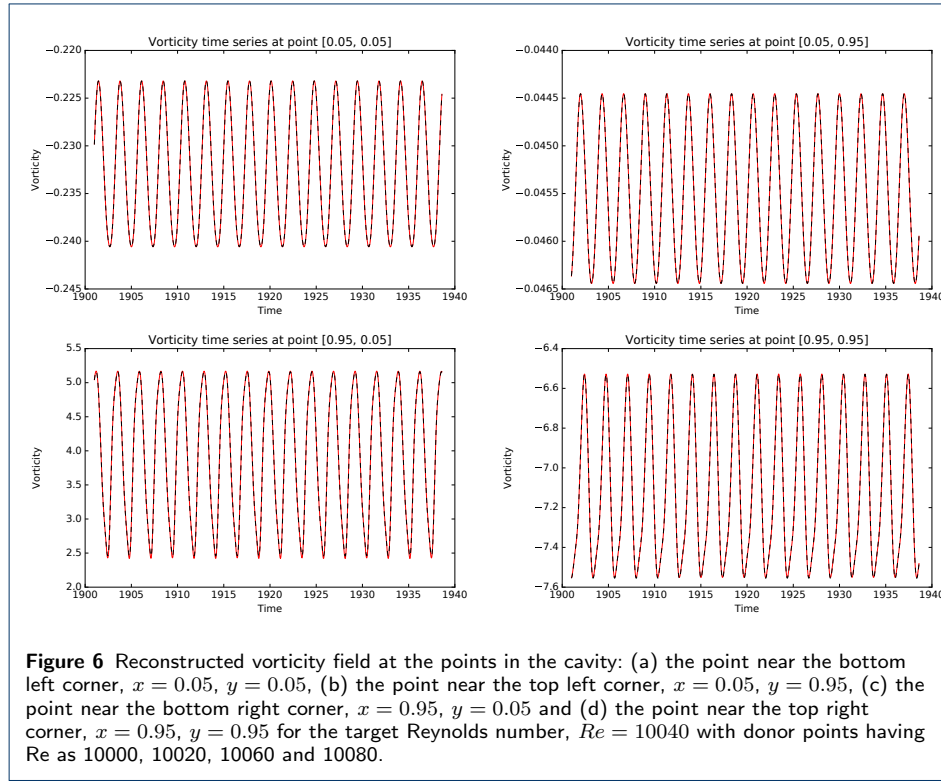 Vorticity time series at point [0.05, 0.05]
−0.220
−0.225
−0.230
−0.235
−0.240
−0.245
Vorticity
1900 1905 1910 1915 1920 1925 1930 1935 1940
Time
Vorticity time series at point [0.05, 0.95]
−0.0440
−0.0445
−0.0450
−0.0455
−0.0460
−0.0465
Vorticity
1900 1905 1910 1915 1920 1925 1930 1935 1940
Time
Vorticity time series at point [0.95, 0.05]
5.5
5.0
4.5
4.0
3.5
3.0
2.5
2.0
Vorticity
1900 1905 1910 1915 1920 1925 1930 1935 1940
Time
Vorticity time series at point [0.95, 0.95]
−6.4
−6.6
−6.8
−7.0
−7.2
−7.4
−7.6
Vorticity
1900 1905 1910 1915 1920 1925 1930 1935 1940
Time
Figure 6 Reconstructed vorticity field at the points in the cavity: (a) the point near the bottom
left corner, x = 0.05, y = 0.05, (b) the point near the top left corner, x = 0.05, y = 0.95, (c) the
point near the bottom right corner, x = 0.95, y = 0.05 and (d) the point near the top right
corner, x = 0.95, y = 0.95 for the target Reynolds number, Re = 10040 with donor points having
Re as 10000, 10020, 10060 and 10080.